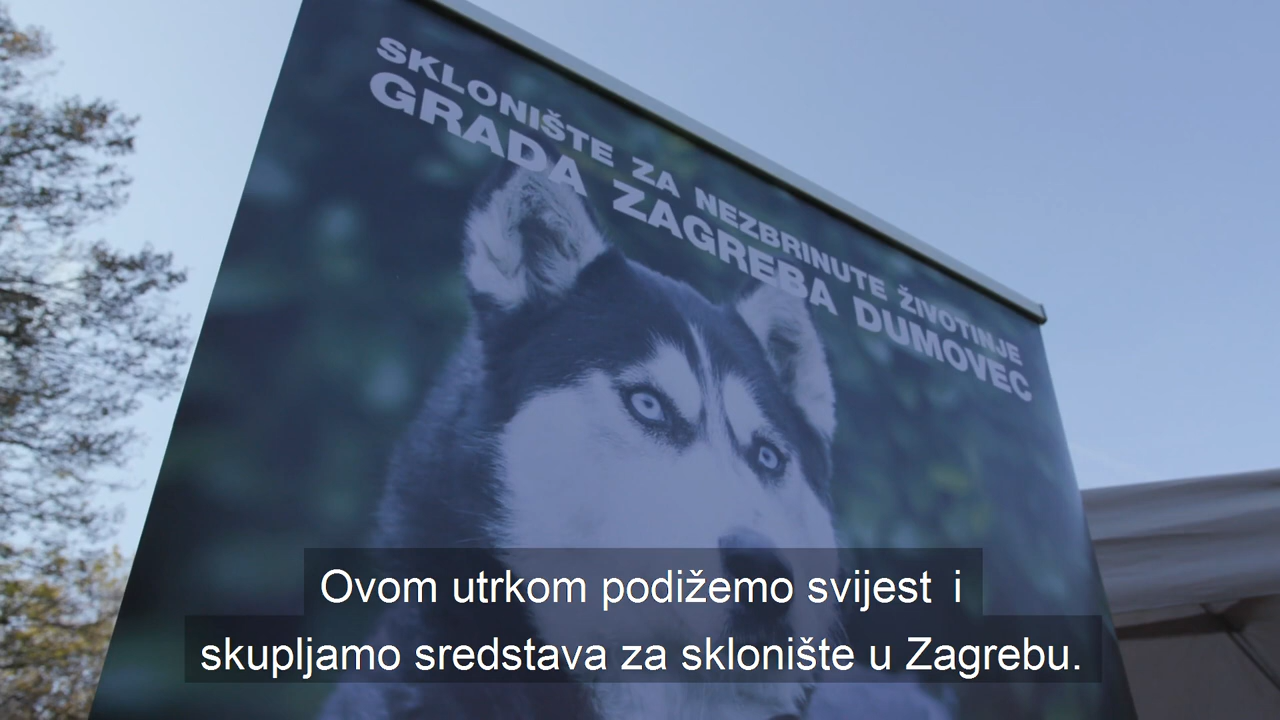 SKLONIŠTE ZA NEZBRINUTE ŽIVOTINJE
GRADA ZAGREBA DUMOVEC
Ovom utrkom podižemo svijest i
skupljamo sredstava za sklonište u Zagrebu.